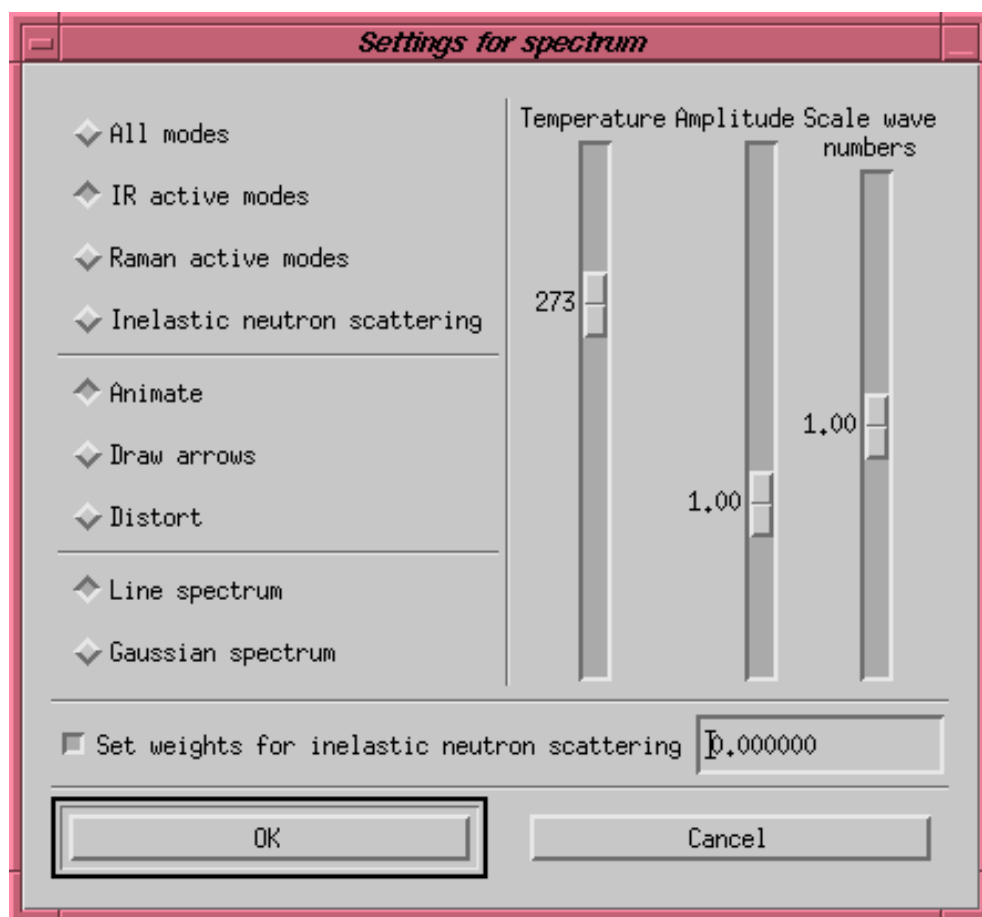 Settings for spectrum
All modes
IR active modes
Raman active modes
Inelastic neutron scattering
Animate
Draw arrows
Distort
Line spectrum
Gaussian spectrum
Temperature
Amplitude
Scale wave
numbers
273
1.00
1.00
Set weights for inelastic neutron scattering 0.000000
OK
Cancel